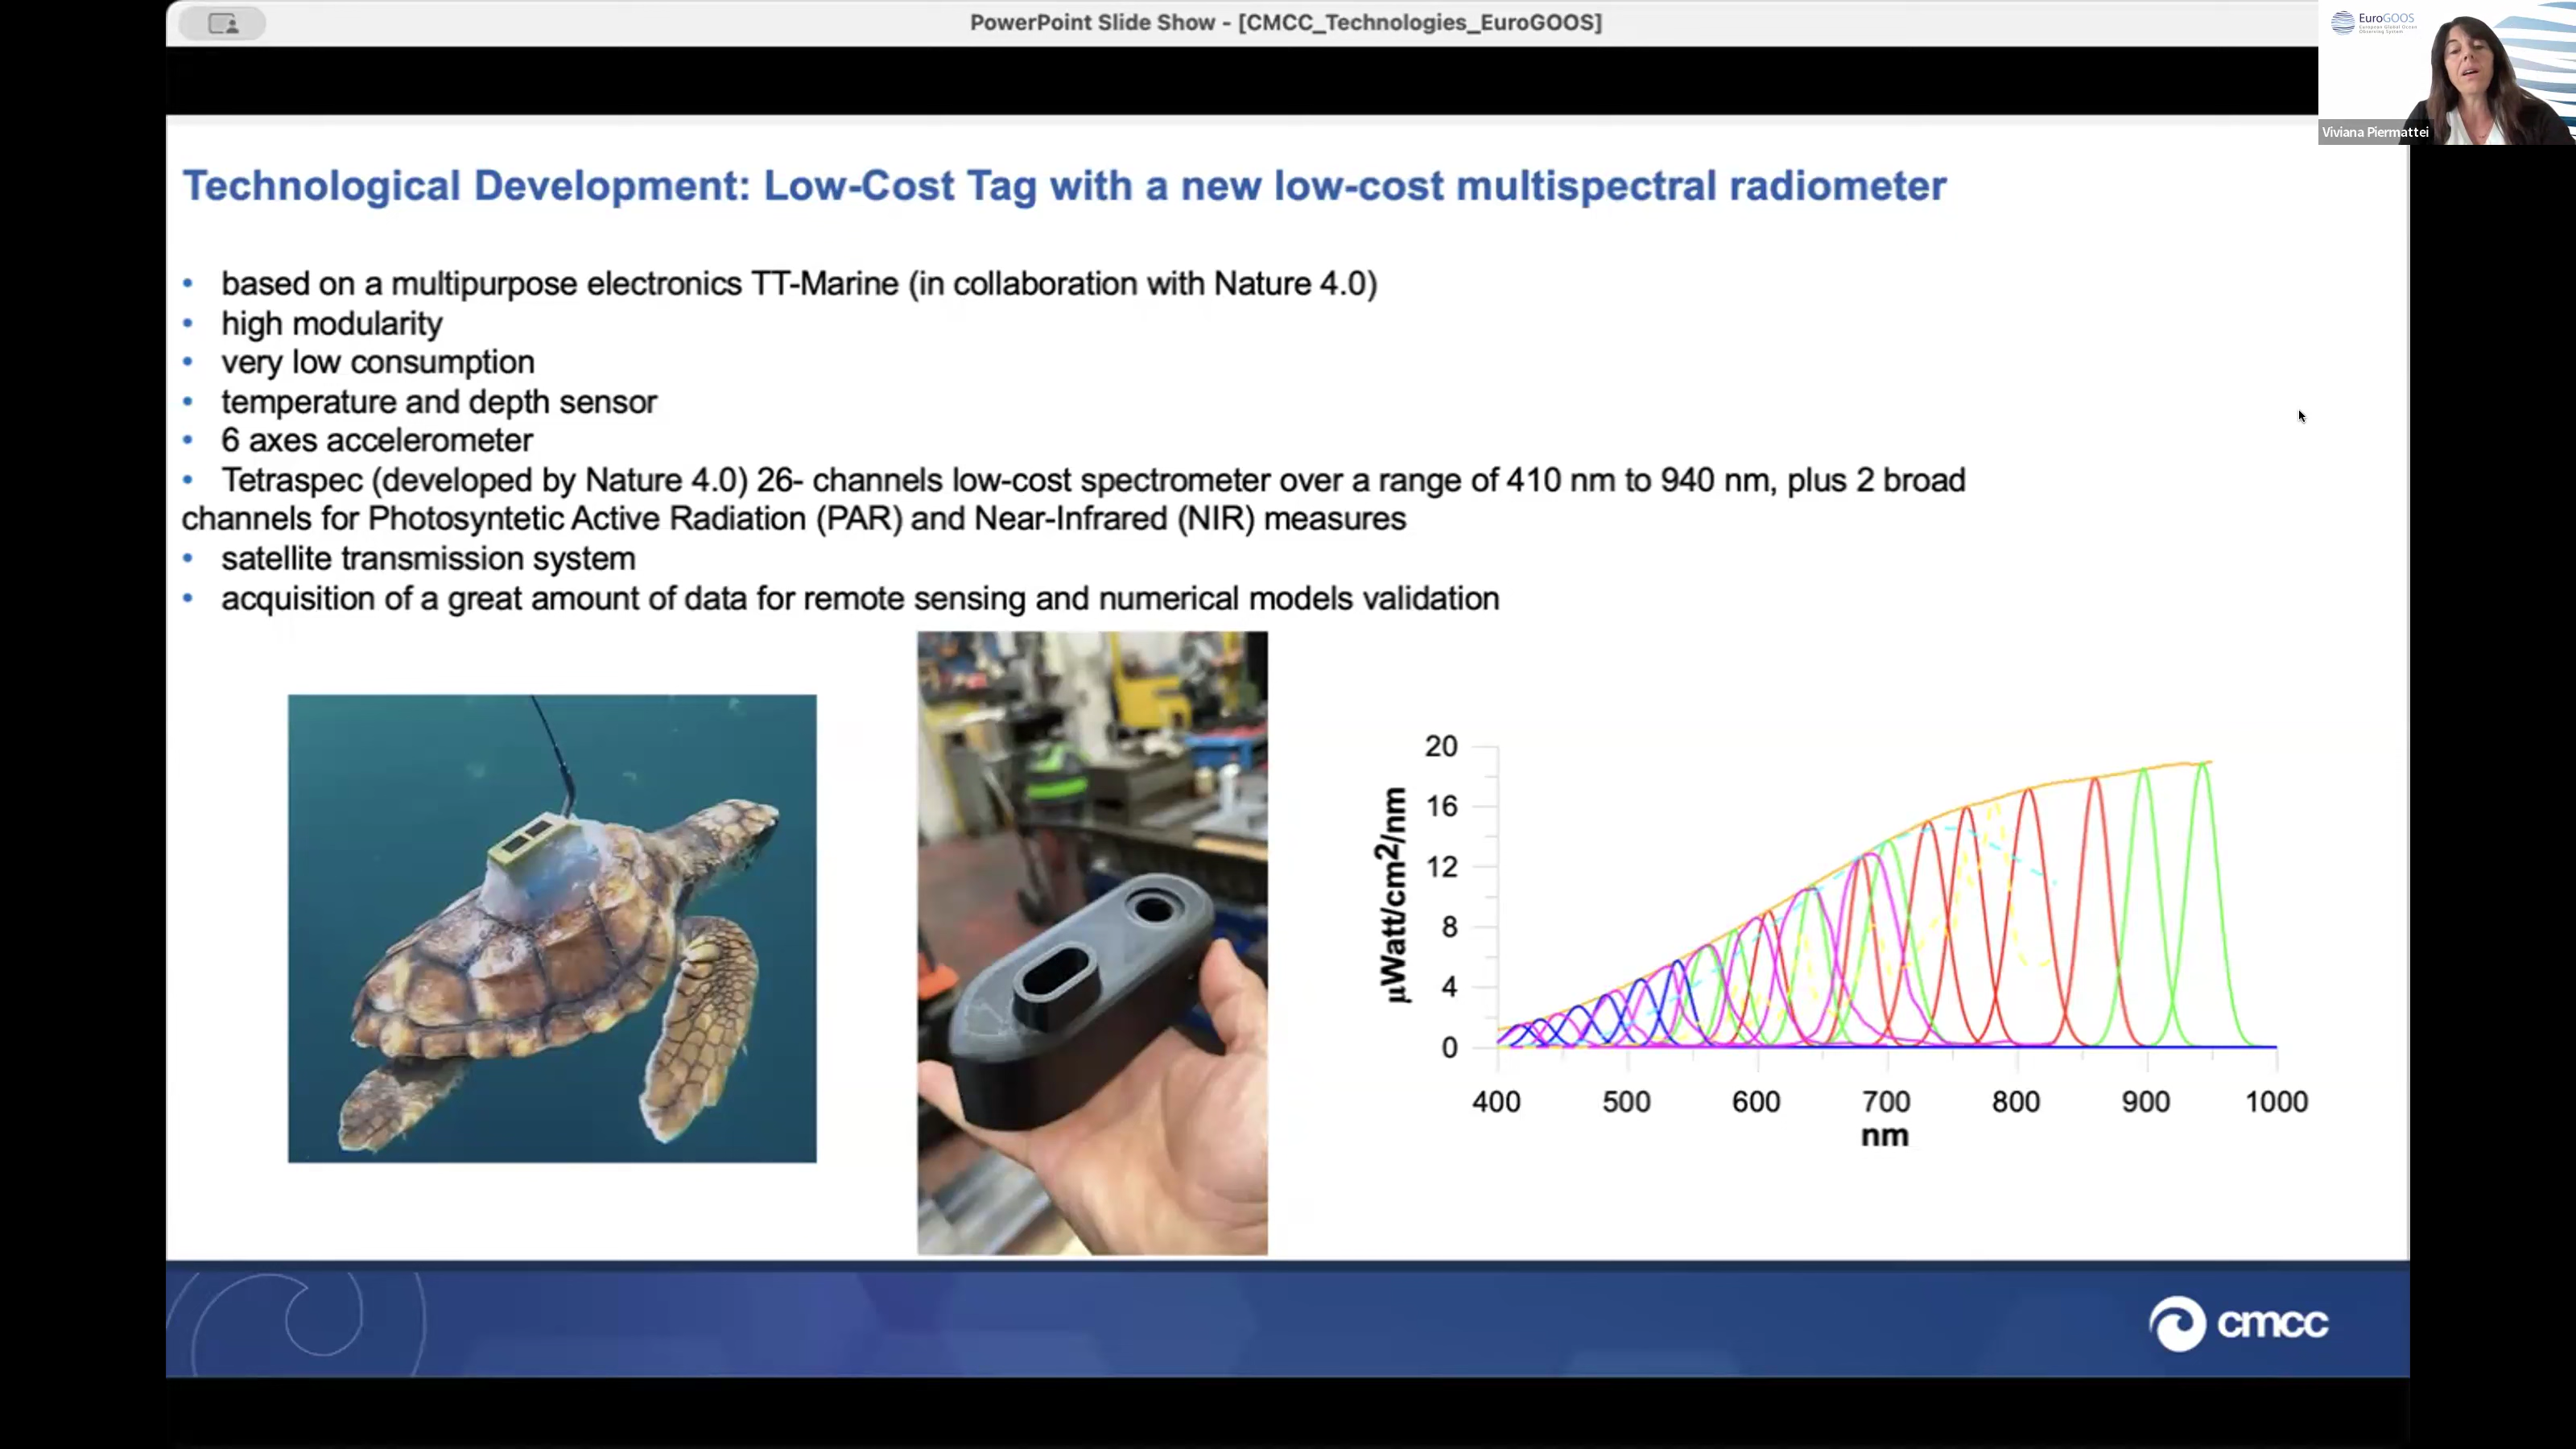 PowerPoint Slide Show - [CMCC_Technologies_EuroGOOS]
EuroGOOS
European Global Ocean
Observing System
Viviana Piermattei
Technological Development: Low-Cost Tag with a new low-cost multispectral radiometer
• based on a multipurpose electronics TT-Marine (in collaboration with Nature 4.0)
• high modularity
• very low consumption
• temperature and depth sensor
• 6 axes accelerometer
• Tetraspec (developed by Nature 4.0) 26- channels low-cost spectrometer over a range of 410 nm to 940 nm, plus 2 broad
channels for Photosyntetic Active Radiation (PAR) and Near-Infrared (NIR) measures
• satellite transmission system
• acquisition of a great amount of data for remote sensing and numerical models validation
µWatt/cm2/nm
20
16
12
8
4
0
400 500 600 700 800 900 1000
nm
cmcc